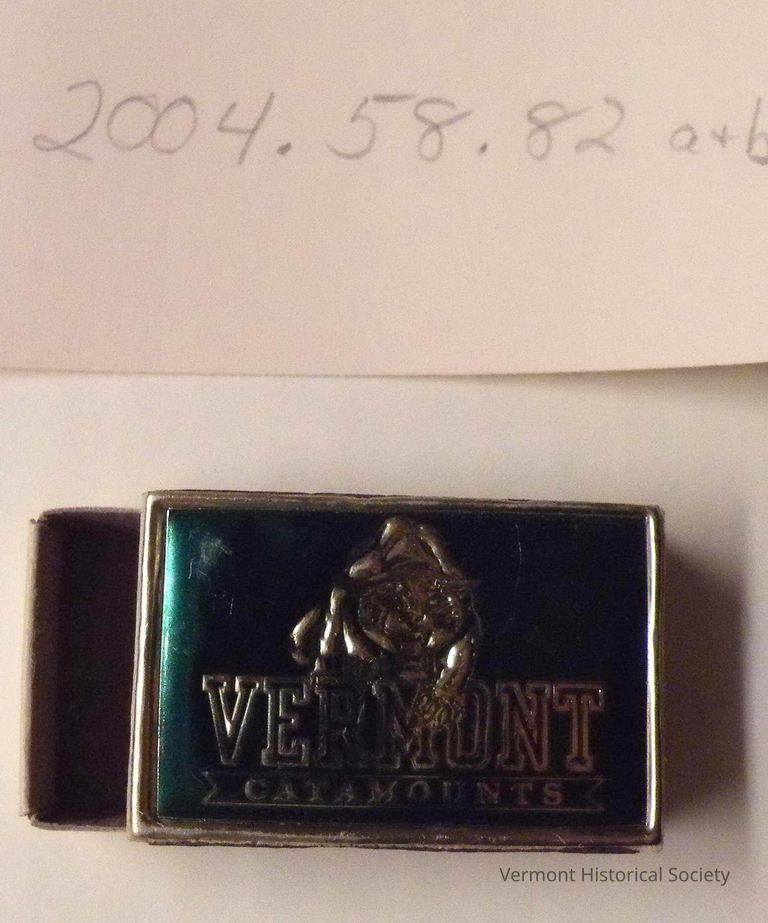 2004.58.82 a+b
VERMONT
CATAMOUNTS
Vermont Historical Society